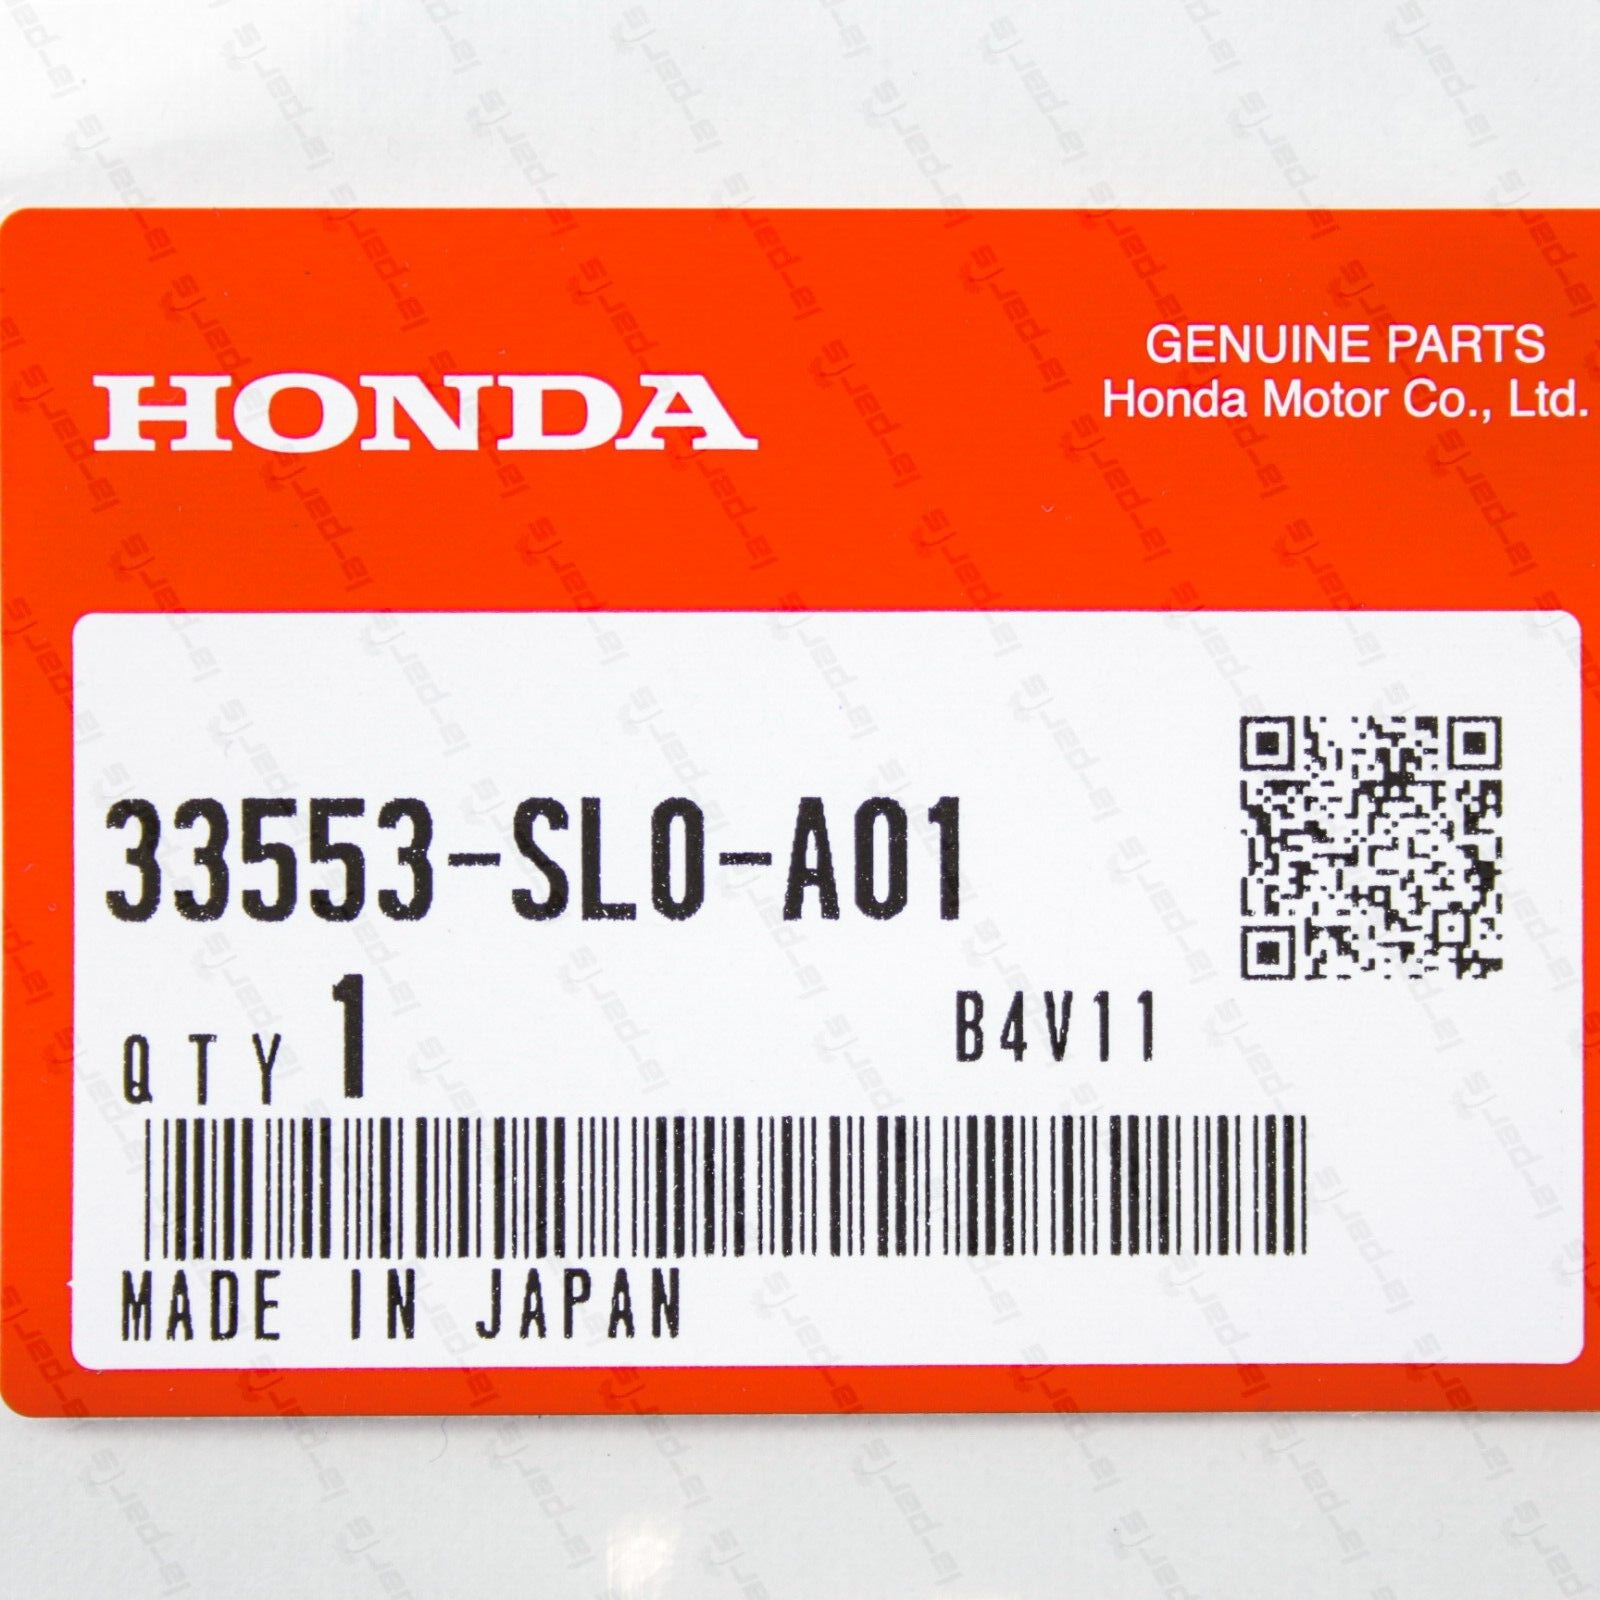 HONDA
GENUINE PARTS
Honda Motor Co., Ltd.
33553-SL0-A01
QTY 1
B4V11
MADE IN JAPAN